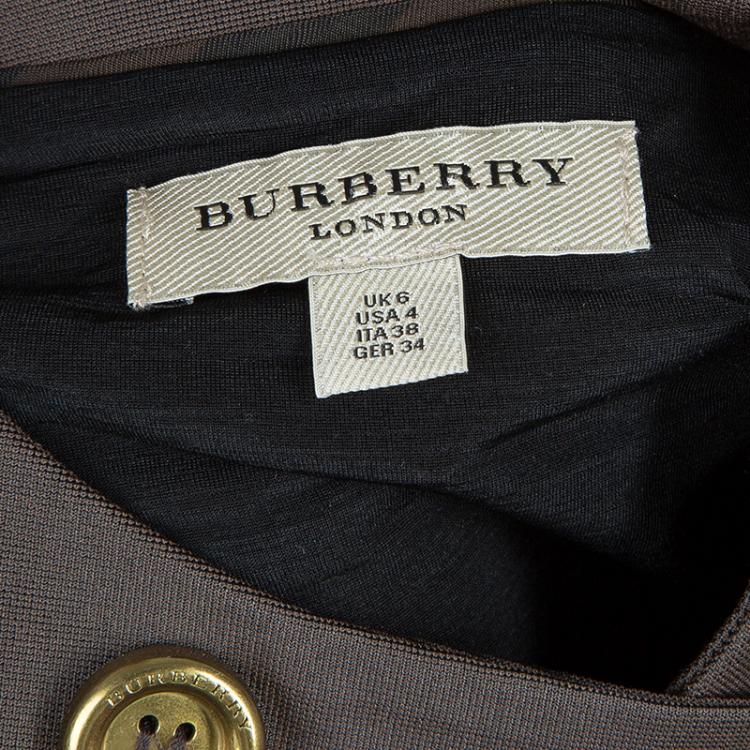 BURBERRY
LONDON
UK 6
USA 4
ITA 38
GER 34
BURBERRY